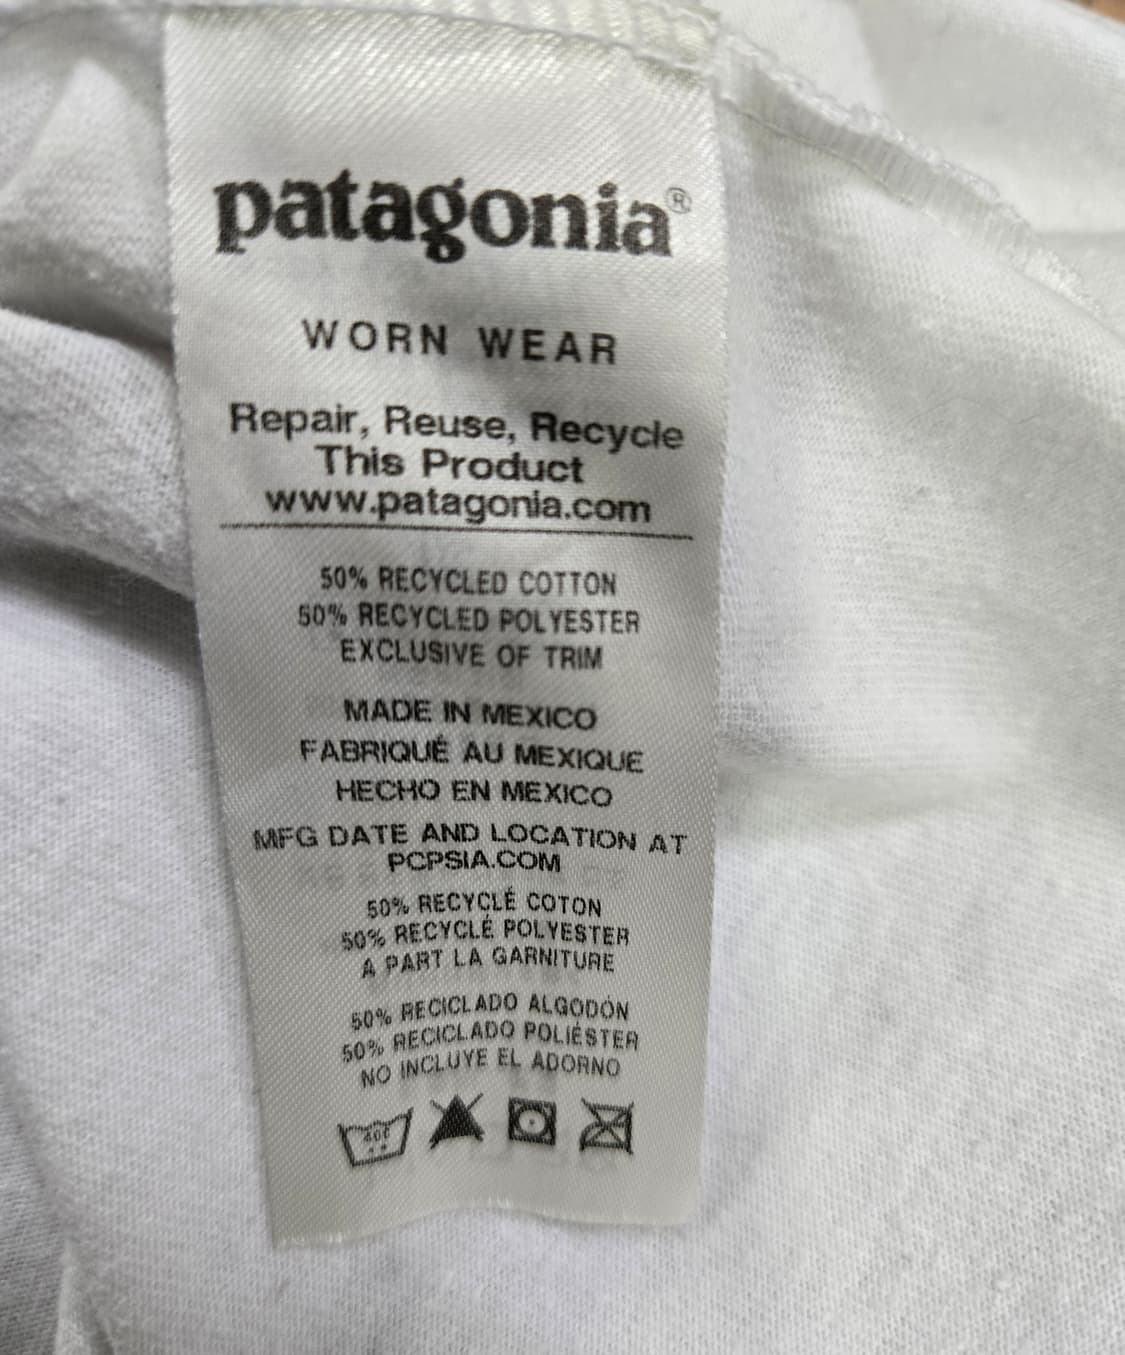 patagonia®
WORN WEAR
Repair, Reuse, Recycle
This Product
www.patagonia.com
50% RECYCLED COTTON
50% RECYCLED POLYESTER
EXCLUSIVE OF TRIM
MADE IN MEXICO
FABRIQUÉ AU MEXIQUE
HECHO EN MEXICO
MFG DATE AND LOCATION AT
PCPSIA.COM
50% RECYCLÉ COTON
50% RECYCLÉ POLYESTER
A PART LA GARNITURE
50% RECICLADO ALGODÓN
50% RECICLADO POLIÉSTER
NO INCLUYE EL ADORNO